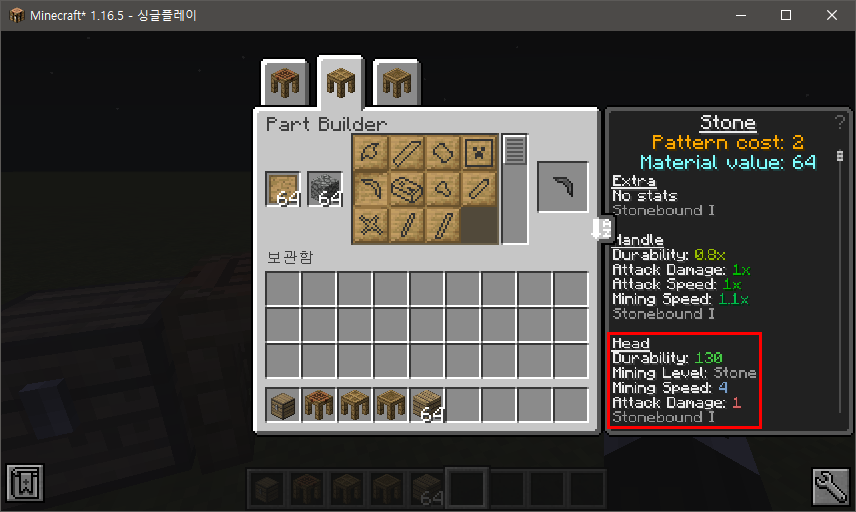 Minecraft* 1.16.5 - 싱글플레이
Part Builder
64
64
보관함
64
Stone
?
Pattern cost: 2
Material value: 64
Extra
No stats
Stonebound I
Handle
Durability: 0.8x
Attack Damage: 1x
Attack Speed: 1x
Mining Speed: 1.1x
Stonebound I
Head
Durability: 130
Mining Level: Stone
Mining Speed: 4
Attack Damage: 1
Stonebound I
A
Z
64